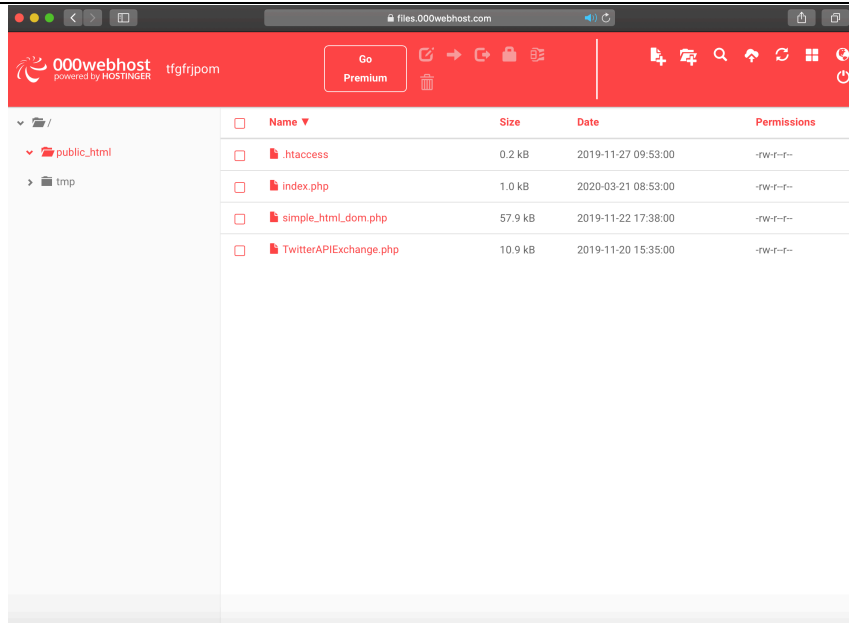 files.000webhost.com
000webhost
powered by HOSTINGER
tfgfrjpom
Go
Premium
/
public_html
tmp
Name ▼ Size Date Permissions
.htaccess 0.2 kB 2019-11-27 09:53:00 -rw-r--r--
index.php 1.0 kB 2020-03-21 08:53:00 -rw-r--r--
simple_html_dom.php 57.9 kB 2019-11-22 17:38:00 -rw-r--r--
TwitterAPIExchange.php 10.9 kB 2019-11-20 15:35:00 -rw-r--r--